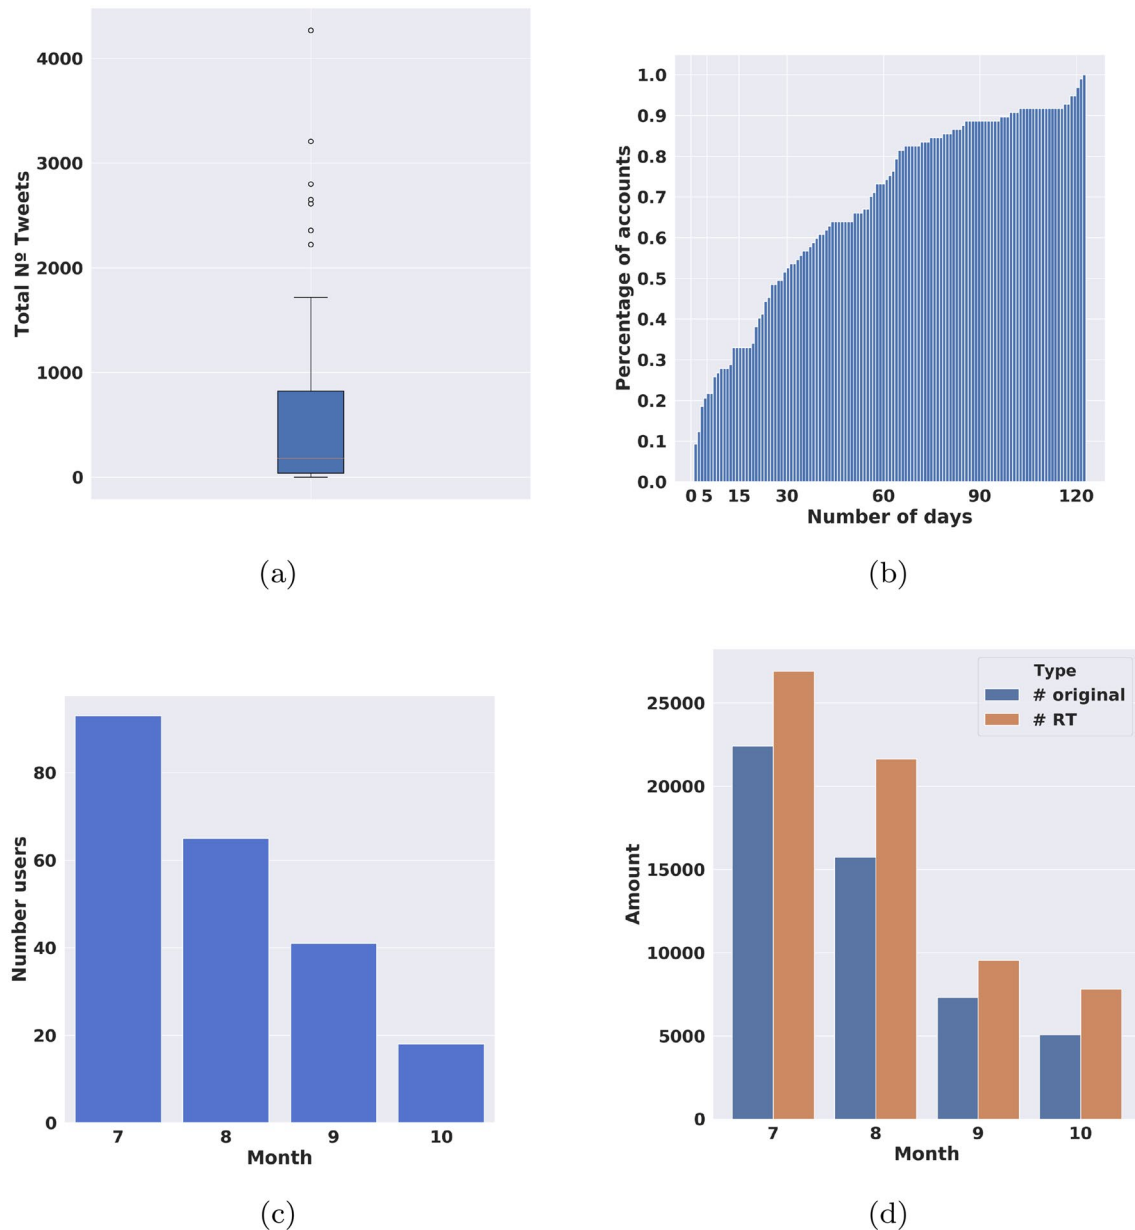 4000
3000
2000
1000
0
Total Nº Tweets
(a)
1.0
0.9
0.8
0.7
0.6
0.5
0.4
0.3
0.2
0.1
0.0
Percentage of accounts
0 5 15 30 60 90 120
Number of days
(b)
80
60
40
20
0
Number users
7 8 9 10
Month
(c)
Type
# original
# RT
25000
20000
15000
10000
5000
0
Amount
7 8 9 10
Month
(d)